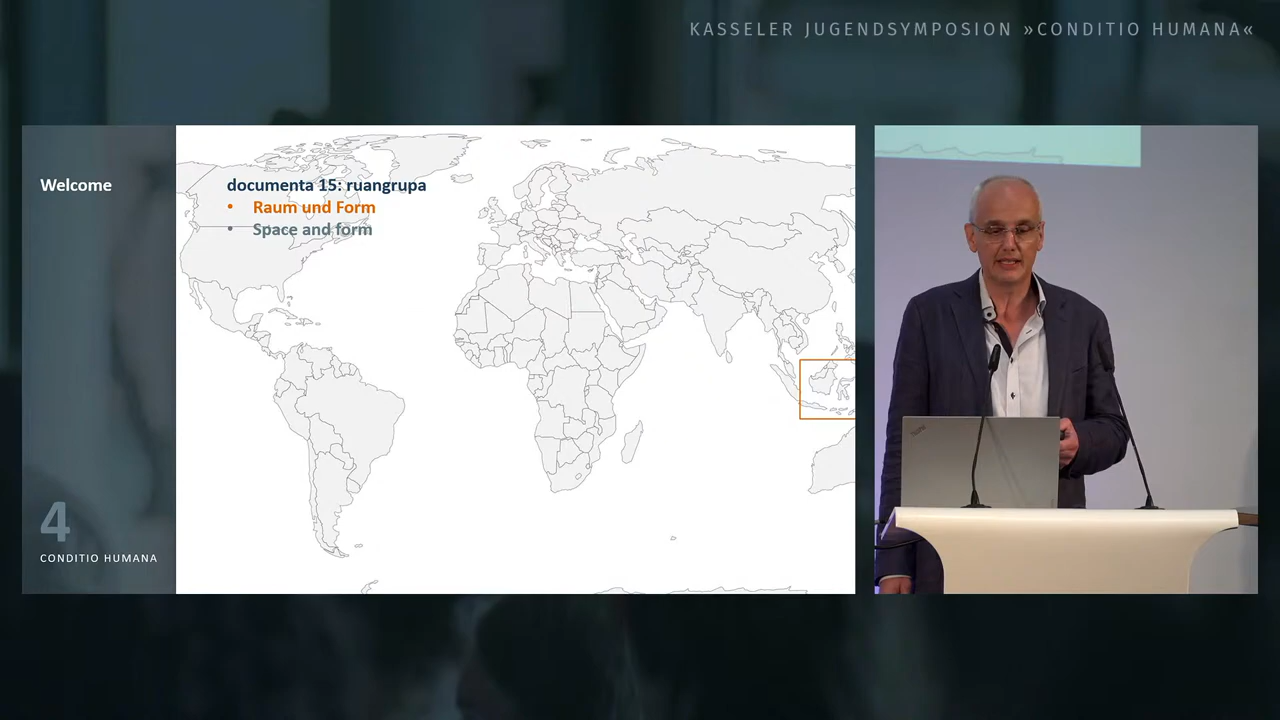 KASSELER JUGENDSYMPOSION »CONDITIO HUMANA«
Welcome
documenta 15: ruangrupa
• Raum und Form
• Space and form
4
CONDITIO HUMANA